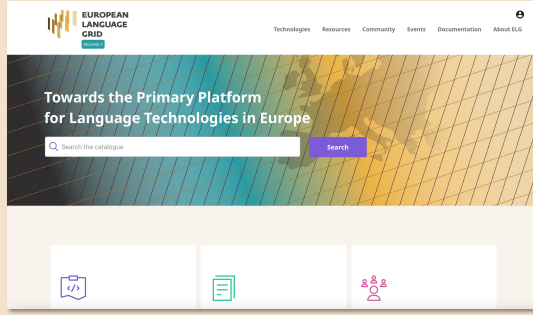 EUROPEAN
LANGUAGE
GRID
RELEASE 2
Technologies Resources Community Events Documentation About ELG
Towards the Primary Platform
for Language Technologies in Europe
Search the catalogue
Search